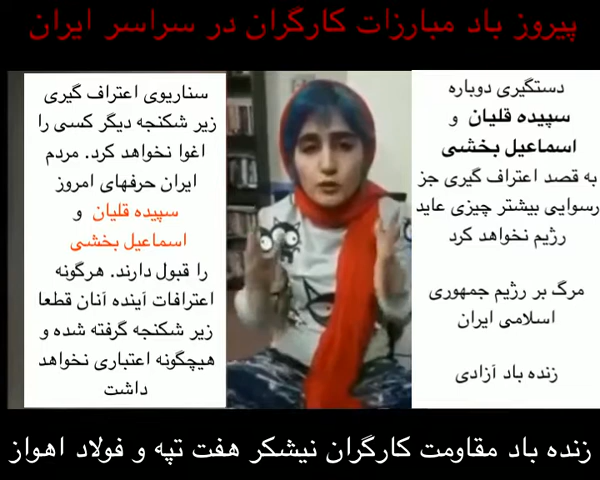 پیروز باد مبارزات کارگران در سراسر ایران
دستگیری دوباره
سپیده قلیان و
اسماعیل بخشی
به قصد اعتراف گیری جز
رسوایی بیشتر چیزی عاید
رژیم نخواهد کرد
مرگ بر رژیم جمهوری
اسلامی ایران
زنده باد آزادی
سناریوی اعتراف گیری
زیر شکنجه دیگر کسی را
اغوا نخواهد کرد. مردم
ایران حرفهای امروز
سپیده قلیان و
اسماعیل بخشی
را قبول دارند. هرگونه
اعترافات آینده آنان قطعا
زیر شکنجه گرفته شده و
هیچگونه اعتباری نخواهد
داشت
زنده باد مقاومت کارگران نیشکر هفت تپه و فولاد اهواز